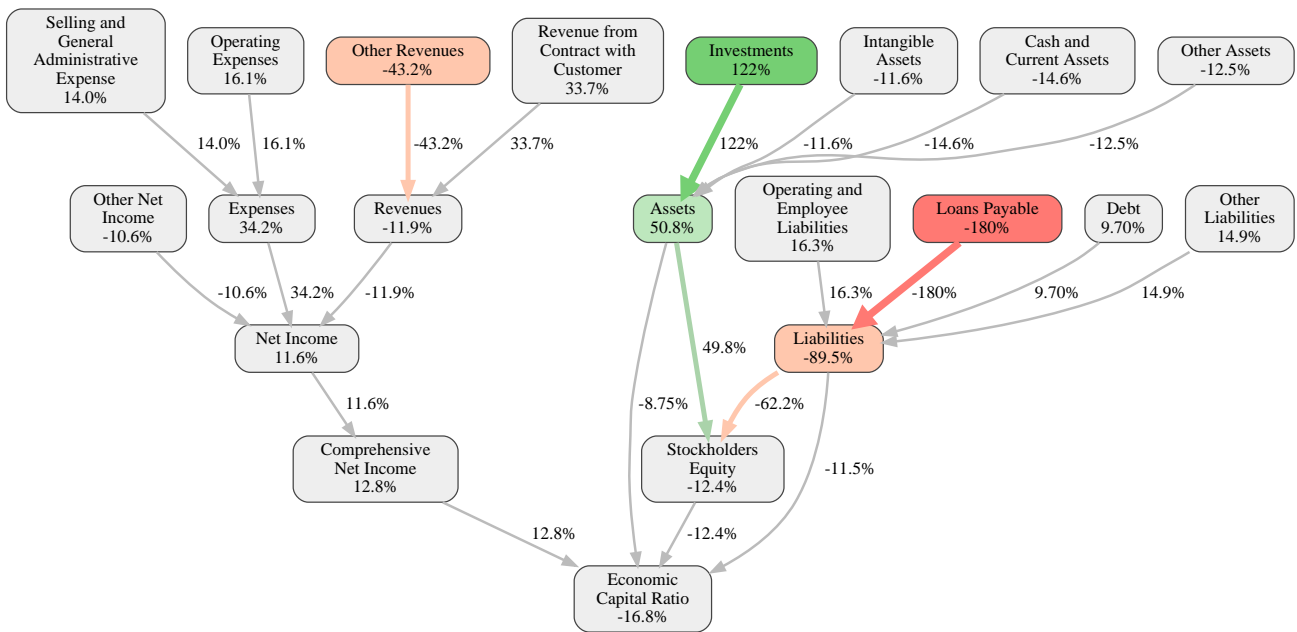 Selling and
General
Administrative
Expense
14.0%
Operating
Expenses
16.1%
Other Revenues
-43.2%
Revenue from
Contract with
Customer
33.7%
Investments
122%
Intangible
Assets
-11.6%
Cash and
Current Assets
-14.6%
Other Assets
-12.5%
14.0%
16.1%
-43.2%
33.7%
122%
-11.6%
-14.6%
-12.5%
Other Net
Income
-10.6%
Expenses
34.2%
Revenues
-11.9%
Assets
50.8%
Operating and
Employee
Liabilities
16.3%
Loans Payable
-180%
Debt
9.70%
Other
Liabilities
14.9%
-10.6%
34.2%
-11.9%
16.3%
-180%
9.70%
14.9%
Net Income
11.6%
49.8%
Liabilities
-89.5%
11.6%
-8.75%
-62.2%
Comprehensive
Net Income
12.8%
Stockholders
Equity
-12.4%
-11.5%
12.8%
-12.4%
Economic
Capital Ratio
-16.8%